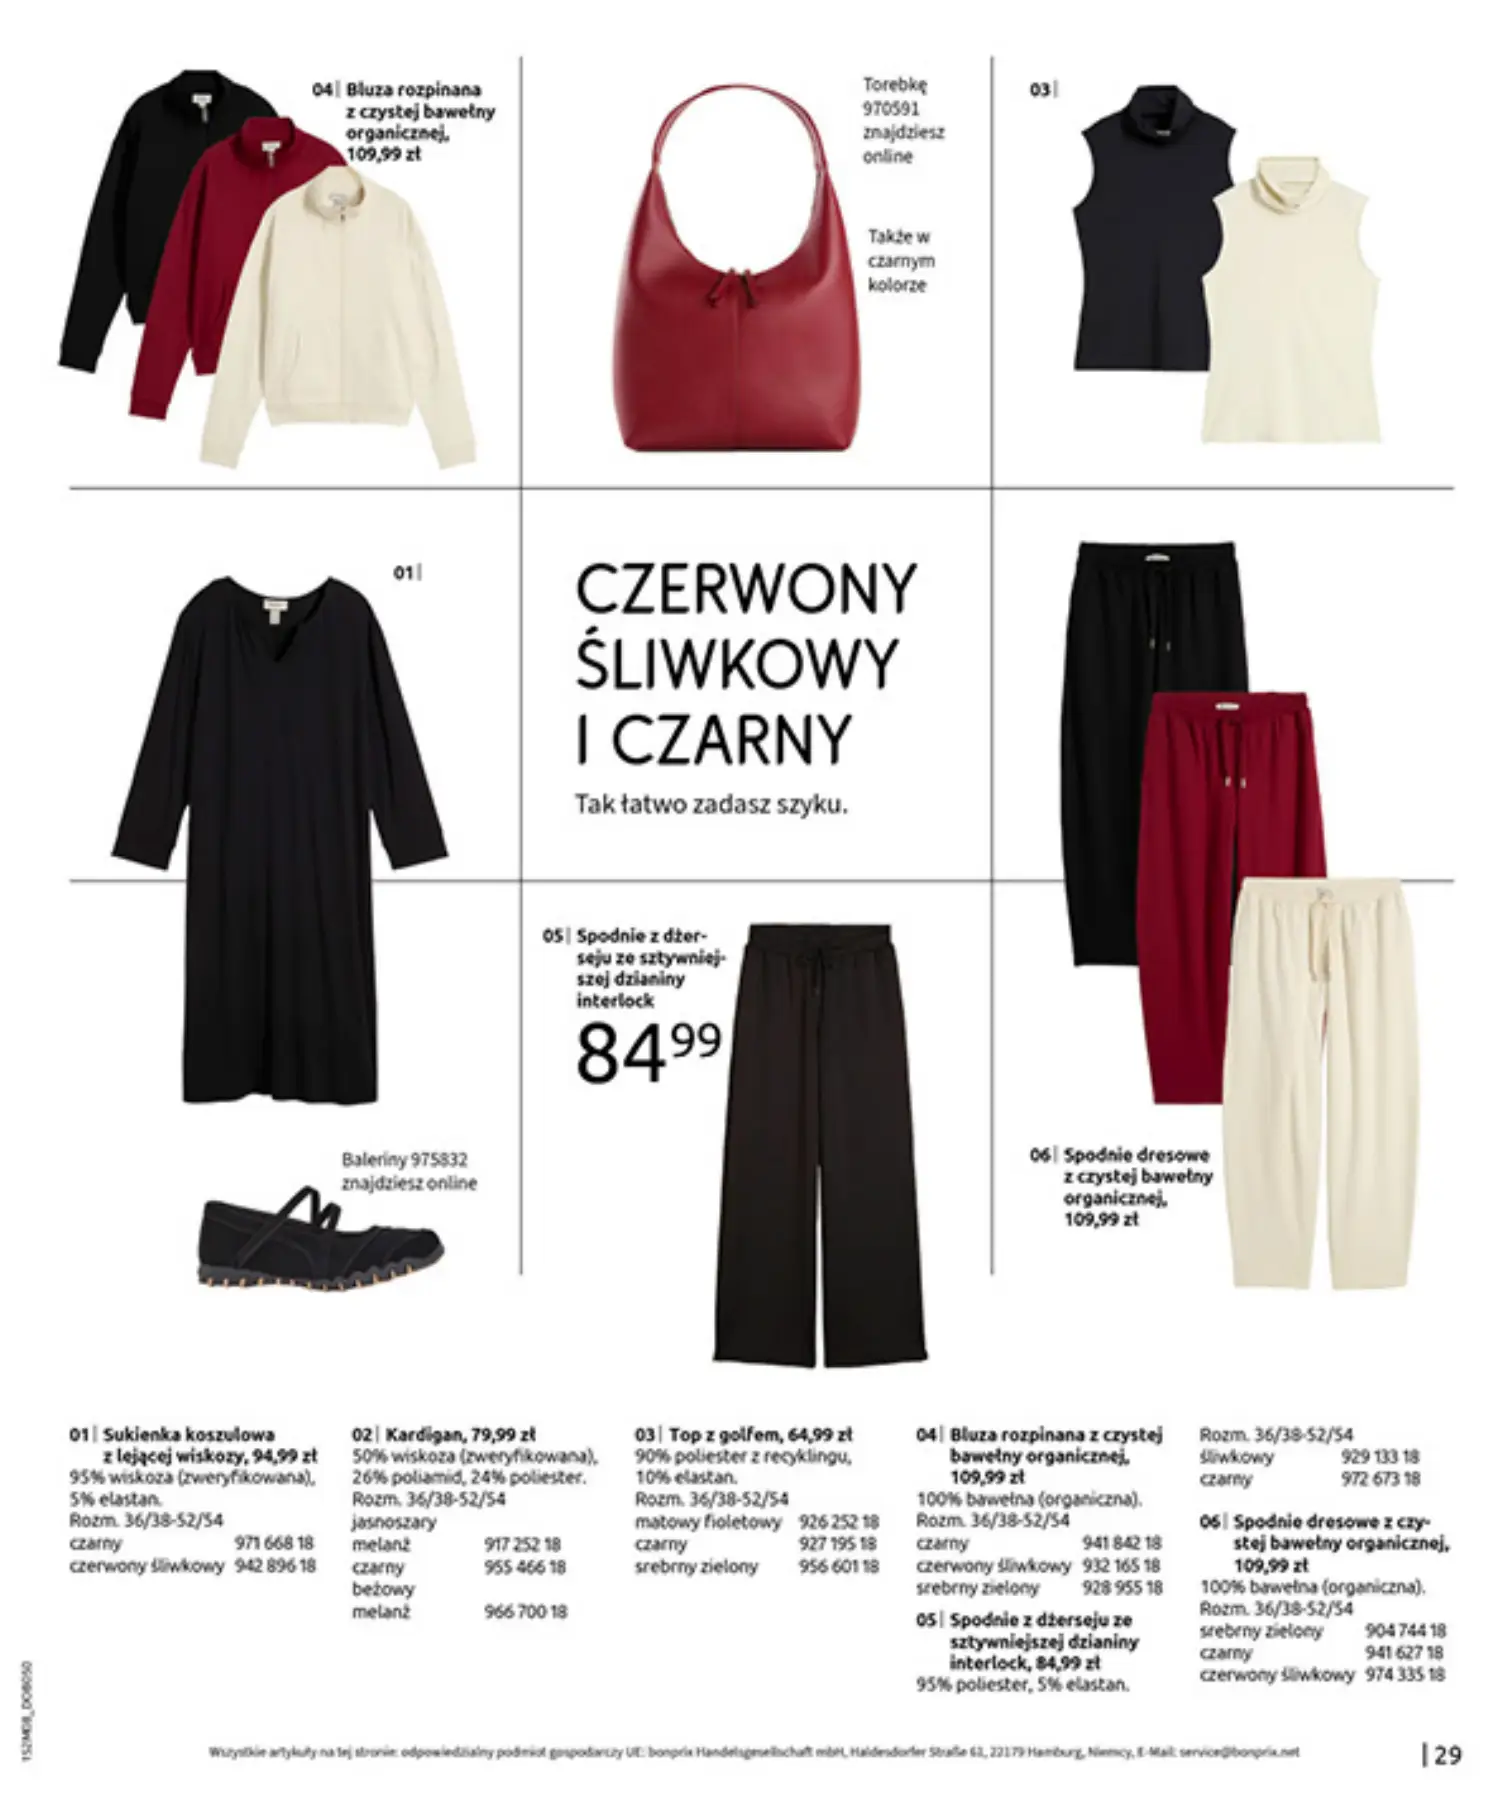 04| Bluza rozpinana
z czystej bawełny
organicznej,
109,99 zł
Torebkę
970591
znajdziesz
online
Także w
czarnym
kolorze
03|
01|
CZERWONY
ŚLIWKOWY
I CZARNY
Tak łatwo zadasz szyku.
05| Spodnie z dżer-
seju ze sztywniej-
szej dzianiny
interlock
84 99
Baleriny 975832
znajdziesz online
06| Spodnie dresowe
z czystej bawełny
organicznej,
109,99 zł
01| Sukienka koszulowa
z lejącej wiskozy, 94,99 zł
95% wiskoza (zweryfikowana),
5% elastan.
Rozm. 36/38-52/54
czarny 971 668 18
czerwony śliwkowy 942 896 18
02| Kardigan, 79,99 zł
50% wiskoza (zweryfikowana),
26% poliamid, 24% poliester.
Rozm. 36/38-52/54
jasnoszary
melanż 917 252 18
czarny 955 466 18
beżowy
melanż 966 700 18
03| Top z golfem, 64,99 zł
90% poliester z recyklingu,
10% elastan.
Rozm. 36/38-52/54
matowy fioletowy 926 252 18
czarny 927 195 18
srebrny zielony 956 601 18
04| Bluza rozpinana z czystej
bawełny organicznej,
109,99 zł
100% bawełna (organiczna).
Rozm. 36/38-52/54
czarny 941 842 18
czerwony śliwkowy 932 165 18
srebrny zielony 928 955 18
05| Spodnie z dżerseju ze
sztywniejszej dzianiny
interlock, 84,99 zł
95% poliester, 5% elastan.
Rozm. 36/38-52/54
śliwkowy 929 133 18
czarny 972 673 18
06| Spodnie dresowe z czy-
stej bawełny organicznej,
109,99 zł
100% bawełna (organiczna).
Rozm. 36/38-52/54
srebrny zielony 904 744 18
czarny 941 627 18
czerwony śliwkowy 974 335 18
152M08_DOB050
Wszystkie artykuły na tej stronie: odpowiedzialny podmiot gospodarczy UE: bonprix Handelsgesellschaft mbH, Haldesdorfer Straße 61, 22179 Hamburg, Niemcy, E-Mail: service@bonprix.net
| 29